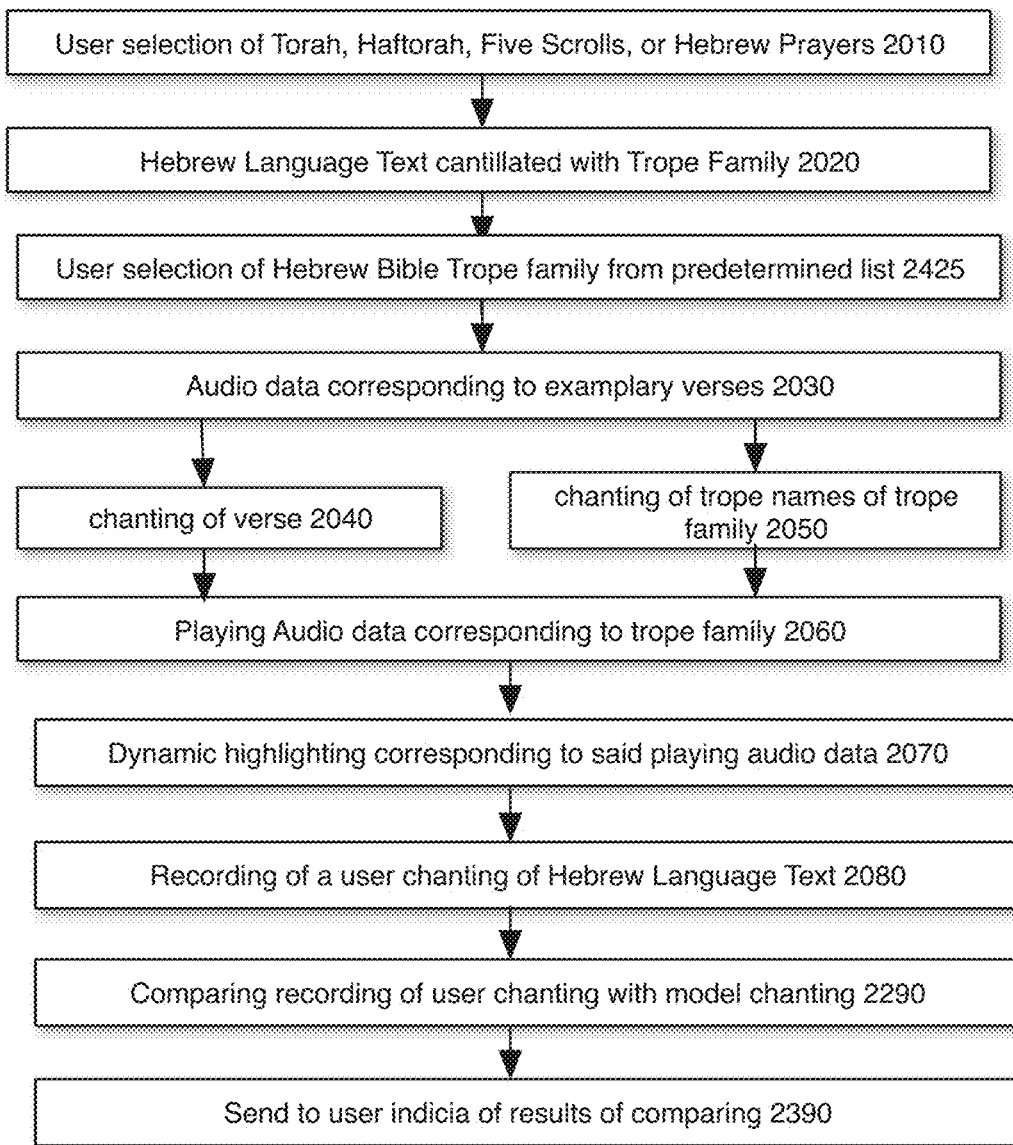 User selection of Torah, Haftorah, Five Scrolls, or Hebrew Prayers 2010
Hebrew Language Text cantillated with Trope Family 2020
User selection of Hebrew Bible Trope family from predetermined list 2425
Audio data corresponding to examplary verses 2030
chanting of verse 2040
chanting of trope names of trope
family 2050
Playing Audio data corresponding to trope family 2060
Dynamic highlighting corresponding to said playing audio data 2070
Recording of a user chanting of Hebrew Language Text 2080
Comparing recording of user chanting with model chanting 2290
Send to user indicia of results of comparing 2390